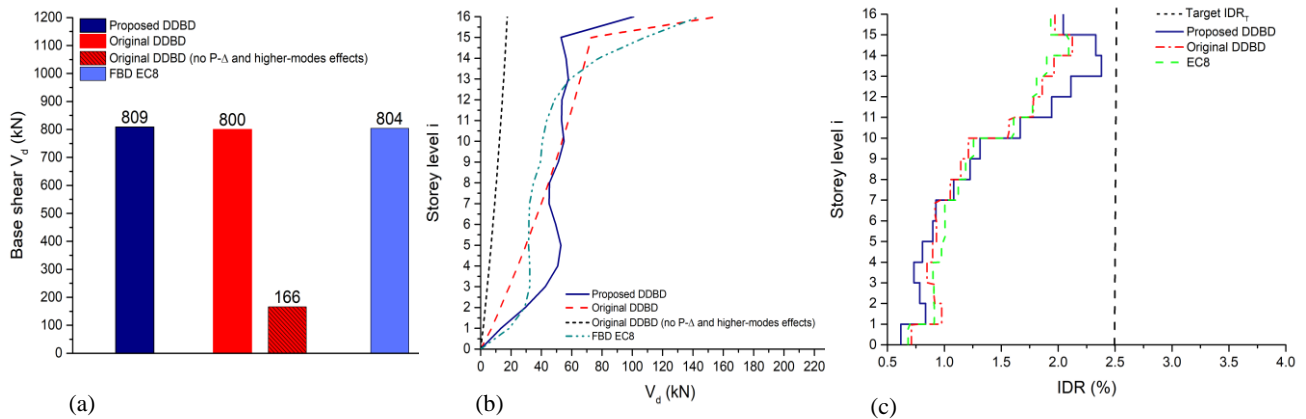 1200
1100
1000
900
800
700
600
500
400
300
200
100
0
Base shear V_d (kN)
Proposed DDBD
Original DDBD
Original DDBD (no P-Δ and higher-modes effects)
FBD EC8
809
800
166
804
(a)
16
15
14
13
12
11
10
9
8
7
6
5
4
3
2
1
0
Storey level i
Proposed DDBD
Original DDBD
Original DDBD (no P-Δ and higher-modes effects)
FBD EC8
0 20 40 60 80 100 120 140 160 180 200 220
V_d (kN)
(b)
16
15
14
13
12
11
10
9
8
7
6
5
4
3
2
1
0
Storey level i
Target IDR_T
Proposed DDBD
Original DDBD
EC8
0.5 1.0 1.5 2.0 2.5 3.0 3.5 4.0
IDR (%)
(c)